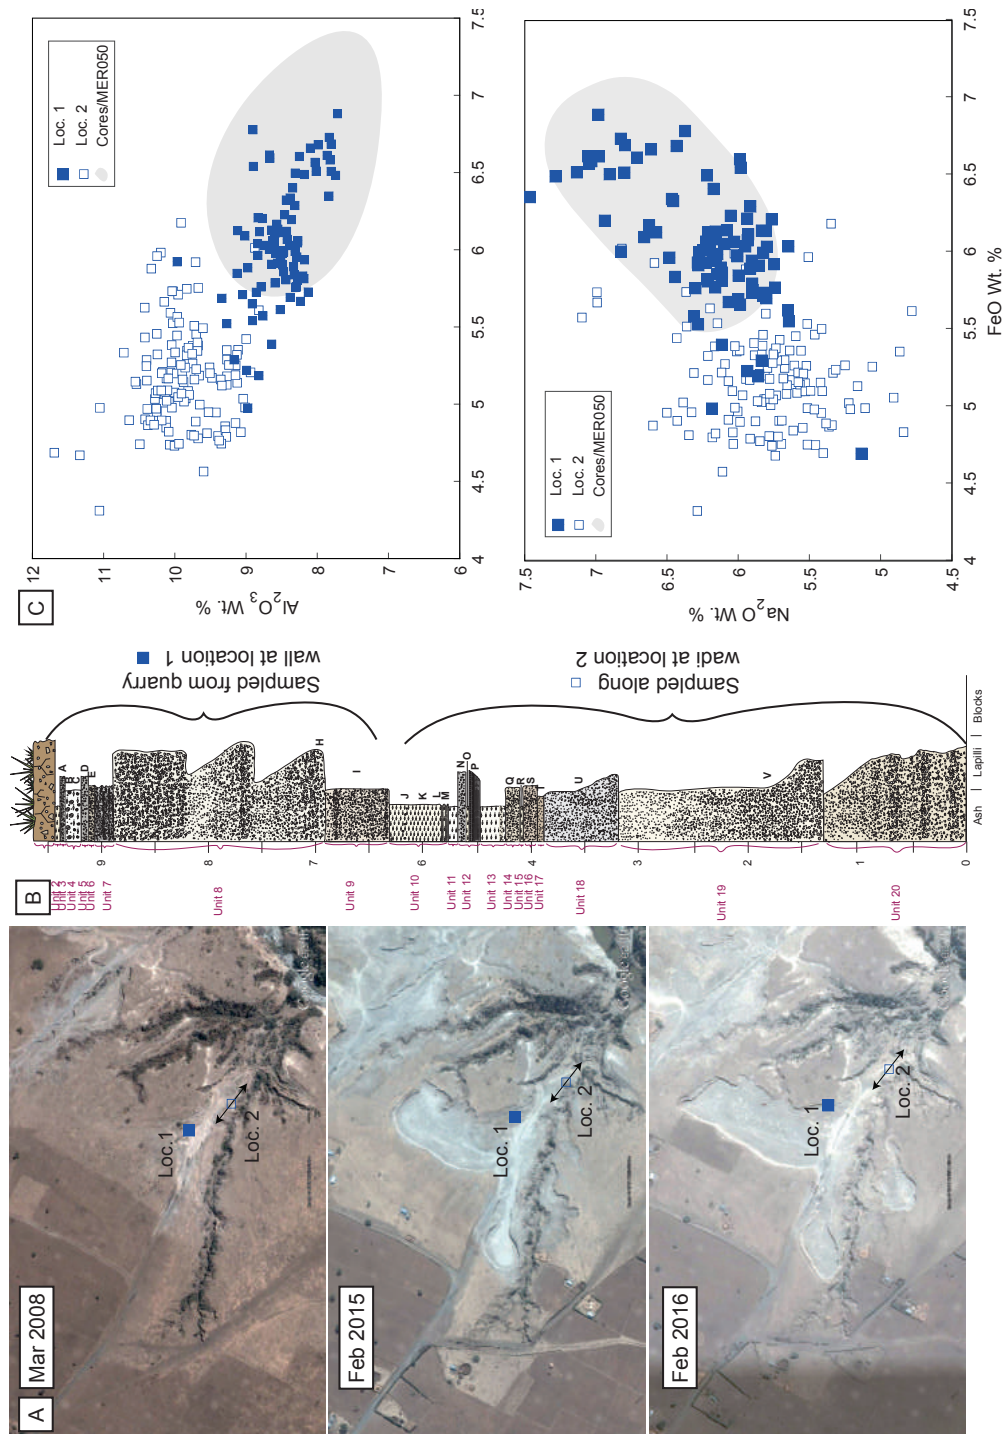 A
Mar 2008
Loc.1
Loc. 2
Feb 2015
Loc. 1
Loc. 2
Feb 2016
Loc. 1
Loc. 2
B
Unit 2
Unit 3
Unit 4
Unit 5
Unit 6
Unit 7
Unit 8
Unit 9
Unit 10
Unit 11
Unit 12
Unit 13
Unit 14
Unit 15
Unit 16
Unit 17
Unit 18
Unit 19
Unit 20
9
8
7
6
5
4
3
2
1
0
A
B
C
D
E
H
I
J
K
L
M
N
O
P
Q
R
S
T
U
V
Ash
Lapilli
Blocks
Sampled from quarry
wall at location 1
Sampled along
wadi at location 2
C
Loc. 1
Loc. 2
Cores/MER050
12
11
10
9
8
7
6
Al2O3 Wt. %
4
4.5
5
5.5
6
6.5
7
7.5
Loc. 1
Loc. 2
Cores/MER050
7.5
7
6.5
6
5.5
5
4.5
Na2O Wt. %
4
4.5
5
5.5
6
6.5
7
7.5
FeO Wt. %